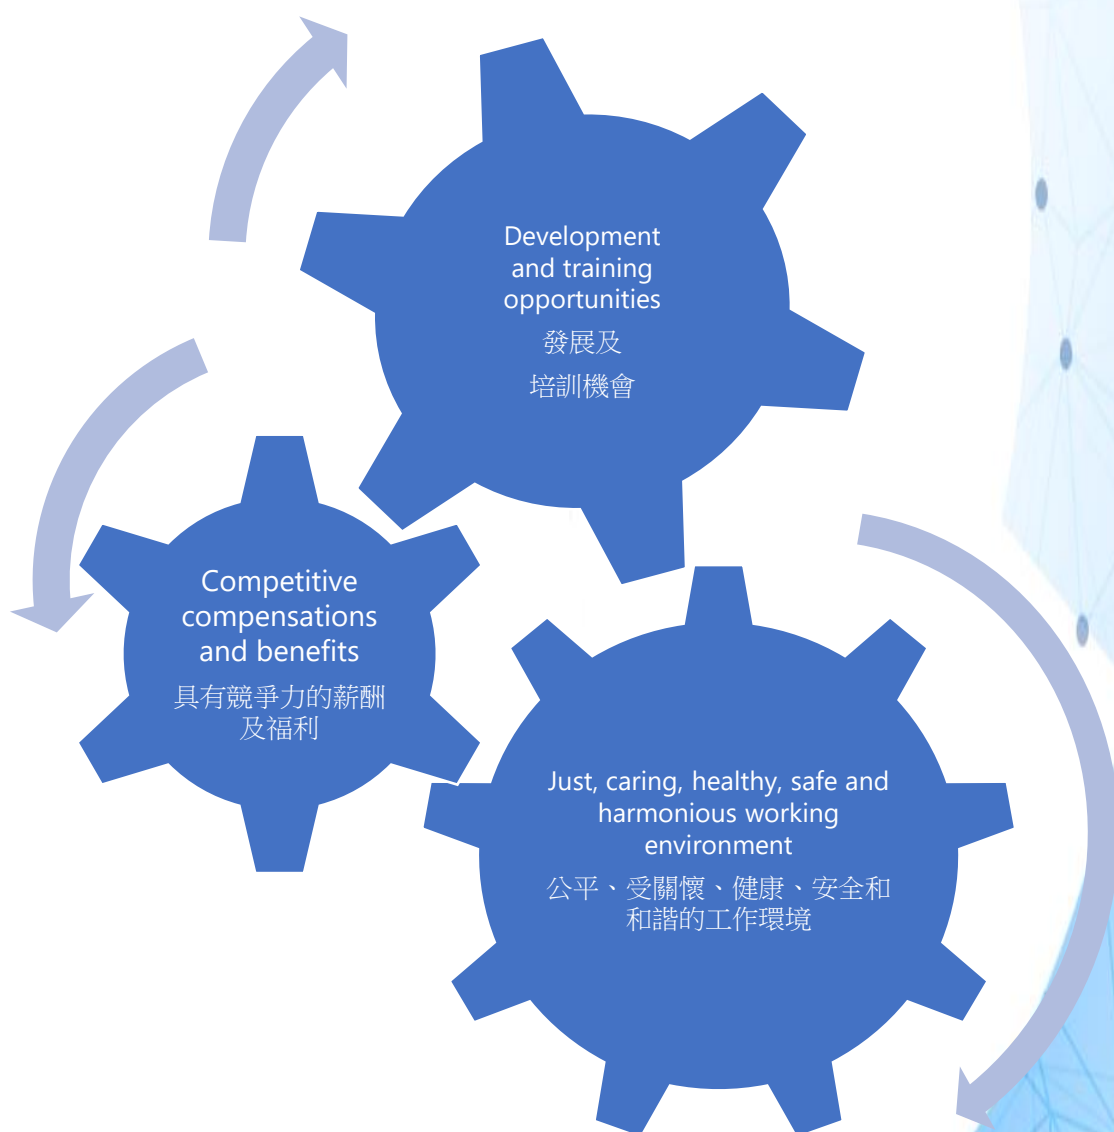 Development
and training
opportunities
發展及
培訓機會
Competitive
compensations
and benefits
具有競爭力的薪酬
及福利
Just, caring, healthy, safe and
harmonious working
environment
公平、受關懷、健康、安全和
和諧的工作環境